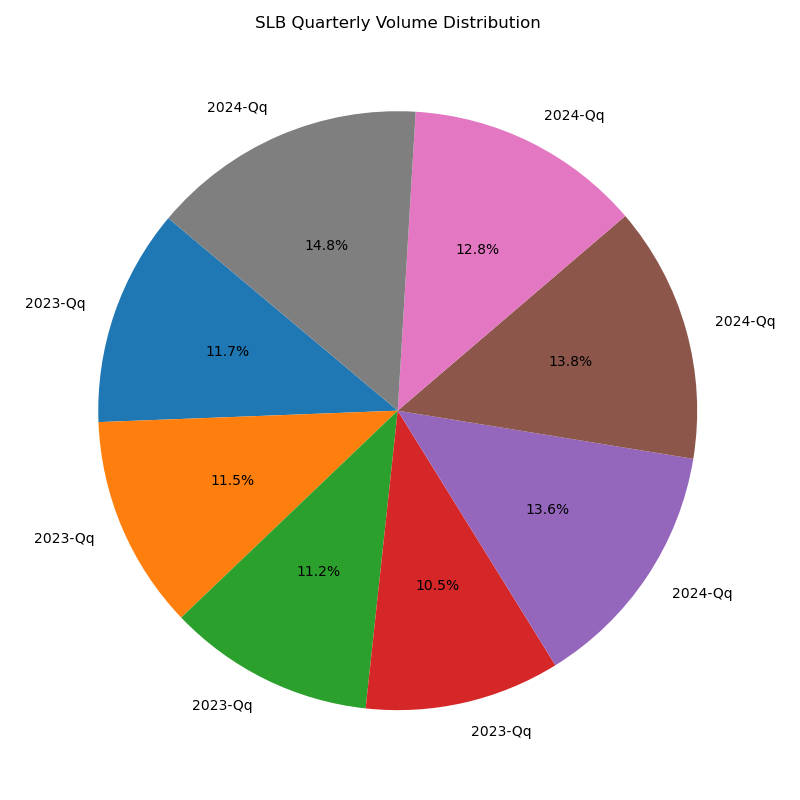 SLB Quarterly Volume Distribution
2024-Qq
2024-Qq
14.8%
12.8%
2023-Qq
2024-Qq
11.7%
13.8%
11.5%
13.6%
2023-Qq
11.2%
10.5%
2024-Qq
2023-Qq
2023-Qq